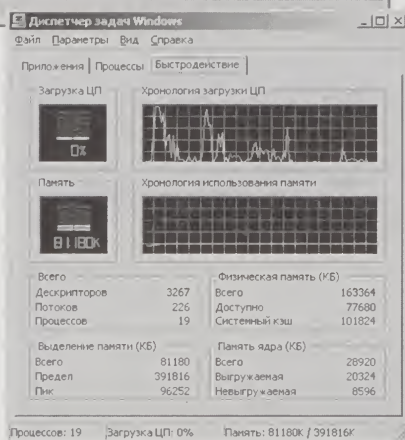 Диспетчер задач Windows
Файл Параметры Вид Справка
Приложения Процессы Быстродействие
Загрузка ЦП Хронология загрузки ЦП
0%
Память Хронология использования памяти
81180K
Всего
Дескрипторов 3267
Потоков 226
Процессов 19
Физическая память (КБ)
Всего 163364
Доступно 77680
Системный кэш 101824
Выделение памяти (КБ)
Всего 81180
Предел 391816
Пик 96252
Память ядра (КБ)
Всего 28920
Выгружаемая 20324
Невыгружаемая 8596
Процессов: 19 Загрузка ЦП: 0% Память: 81180K / 391816K